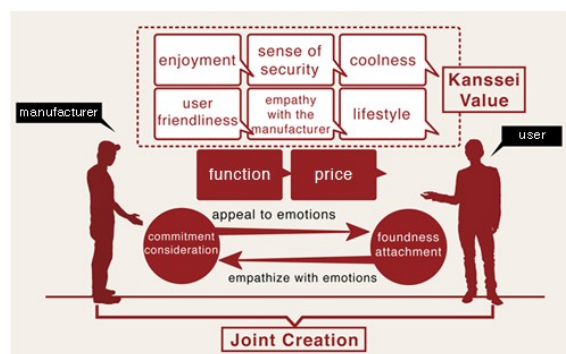 enjoyment
sense of
security
coolness
Kanssei
Value
user
friendliness
empathy
with the
manufacturer
lifestyle
manufacturer
user
function
price
appeal to emotions
commitment
consideration
foundness
attachment
empathize with emotions
Joint Creation